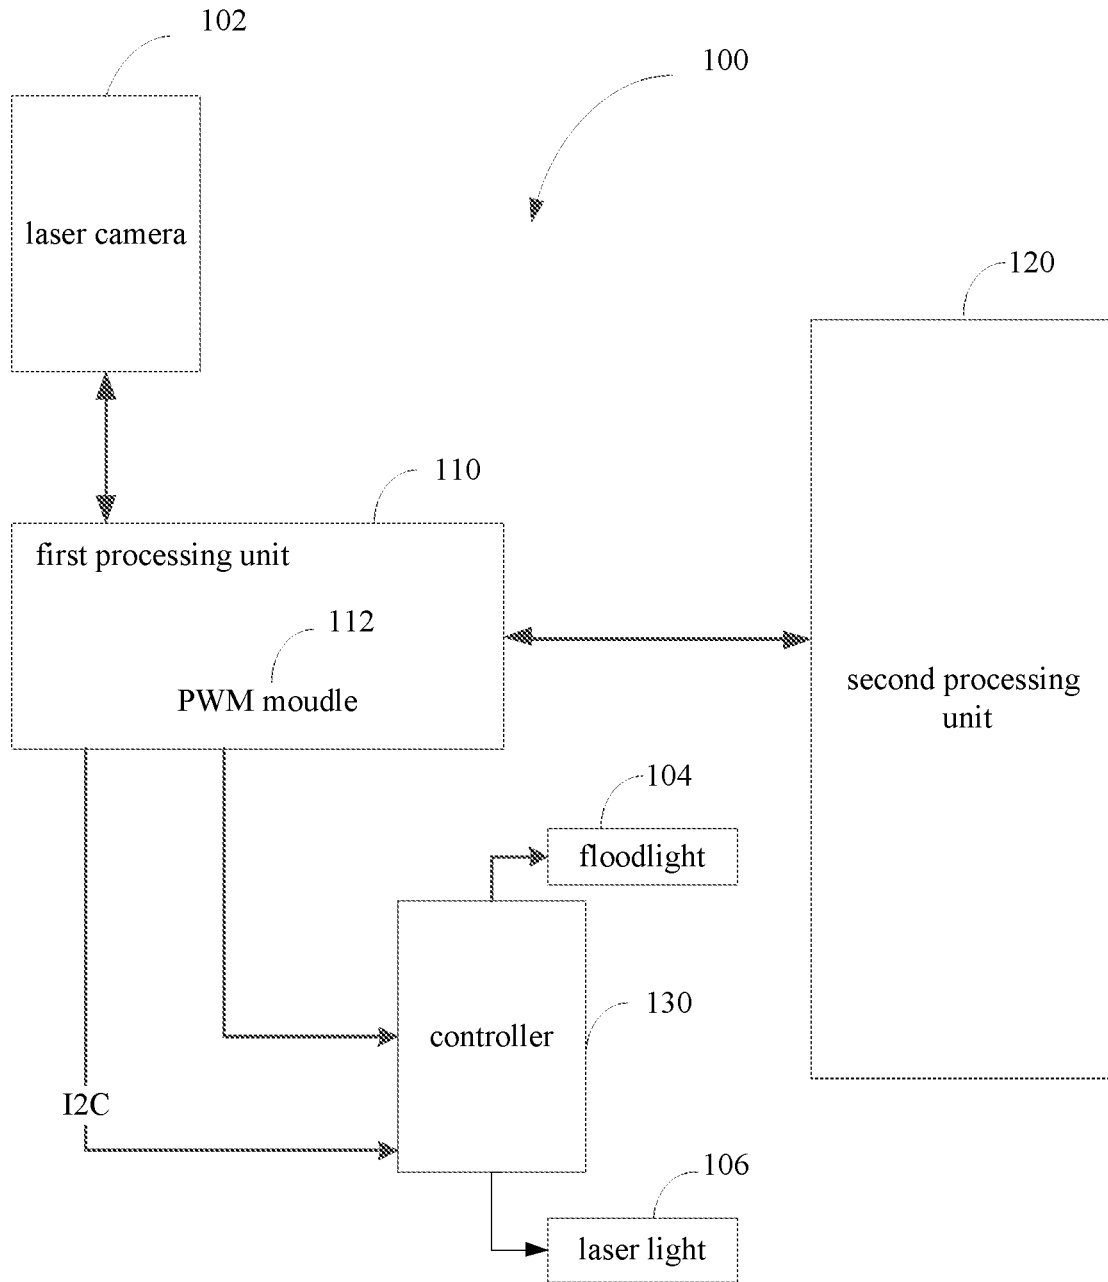 102
100
laser camera
120
110
first processing unit
112
PWM moudle
second processing
unit
104
floodlight
130
controller
I2C
106
laser light